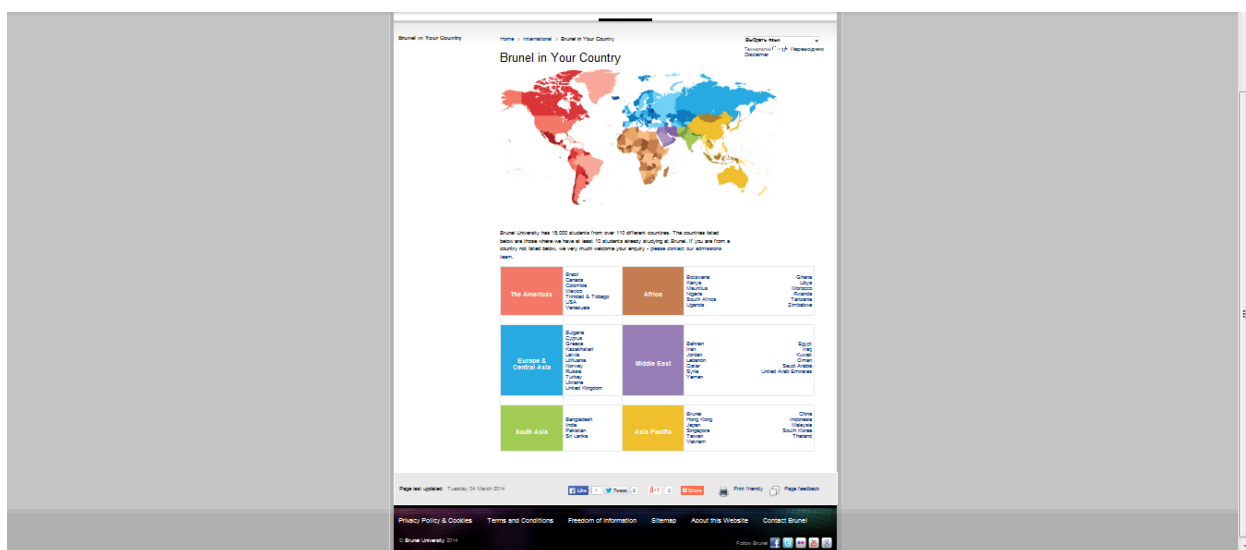 Brunel in Your Country
Home > International > Brunel in Your Country
Выбрать язык
Технологии Google Переводчик
Disclaimer
Brunel in Your Country
Brunel University has 15,000 students from over 110 different countries. The countries listed
below are those where we have at least 10 students already studying at Brunel. If you are from a
country not listed below, we very much welcome your enquiry - please contact our admissions
team.
The Americas
Brazil
Canada
Colombia
Mexico
Trinidad & Tobago
USA
Venezuela
Africa
Botswana
Kenya
Mauritius
Nigeria
South Africa
Uganda
Ghana
Libya
Morocco
Rwanda
Tanzania
Zimbabwe
Europe &
Central Asia
Bulgaria
Cyprus
Greece
Kazakhstan
Latvia
Lithuania
Norway
Russia
Turkey
Ukraine
United Kingdom
Middle East
Bahrain
Iran
Jordan
Lebanon
Qatar
Syria
Yemen
Egypt
Iraq
Kuwait
Oman
Saudi Arabia
United Arab Emirates
South Asia
Bangladesh
India
Pakistan
Sri Lanka
Asia Pacific
Brunei
Hong Kong
Japan
Singapore
Taiwan
Vietnam
China
Indonesia
Malaysia
South Korea
Thailand
Page last updated: Tuesday 04 March 2014
Like 1 Tweet 0 +1 0 Share
Print friendly Page feedback
Privacy Policy & Cookies Terms and Conditions Freedom of Information Sitemap About this Website Contact Brunel
© Brunel University 2014
Follow Brunel